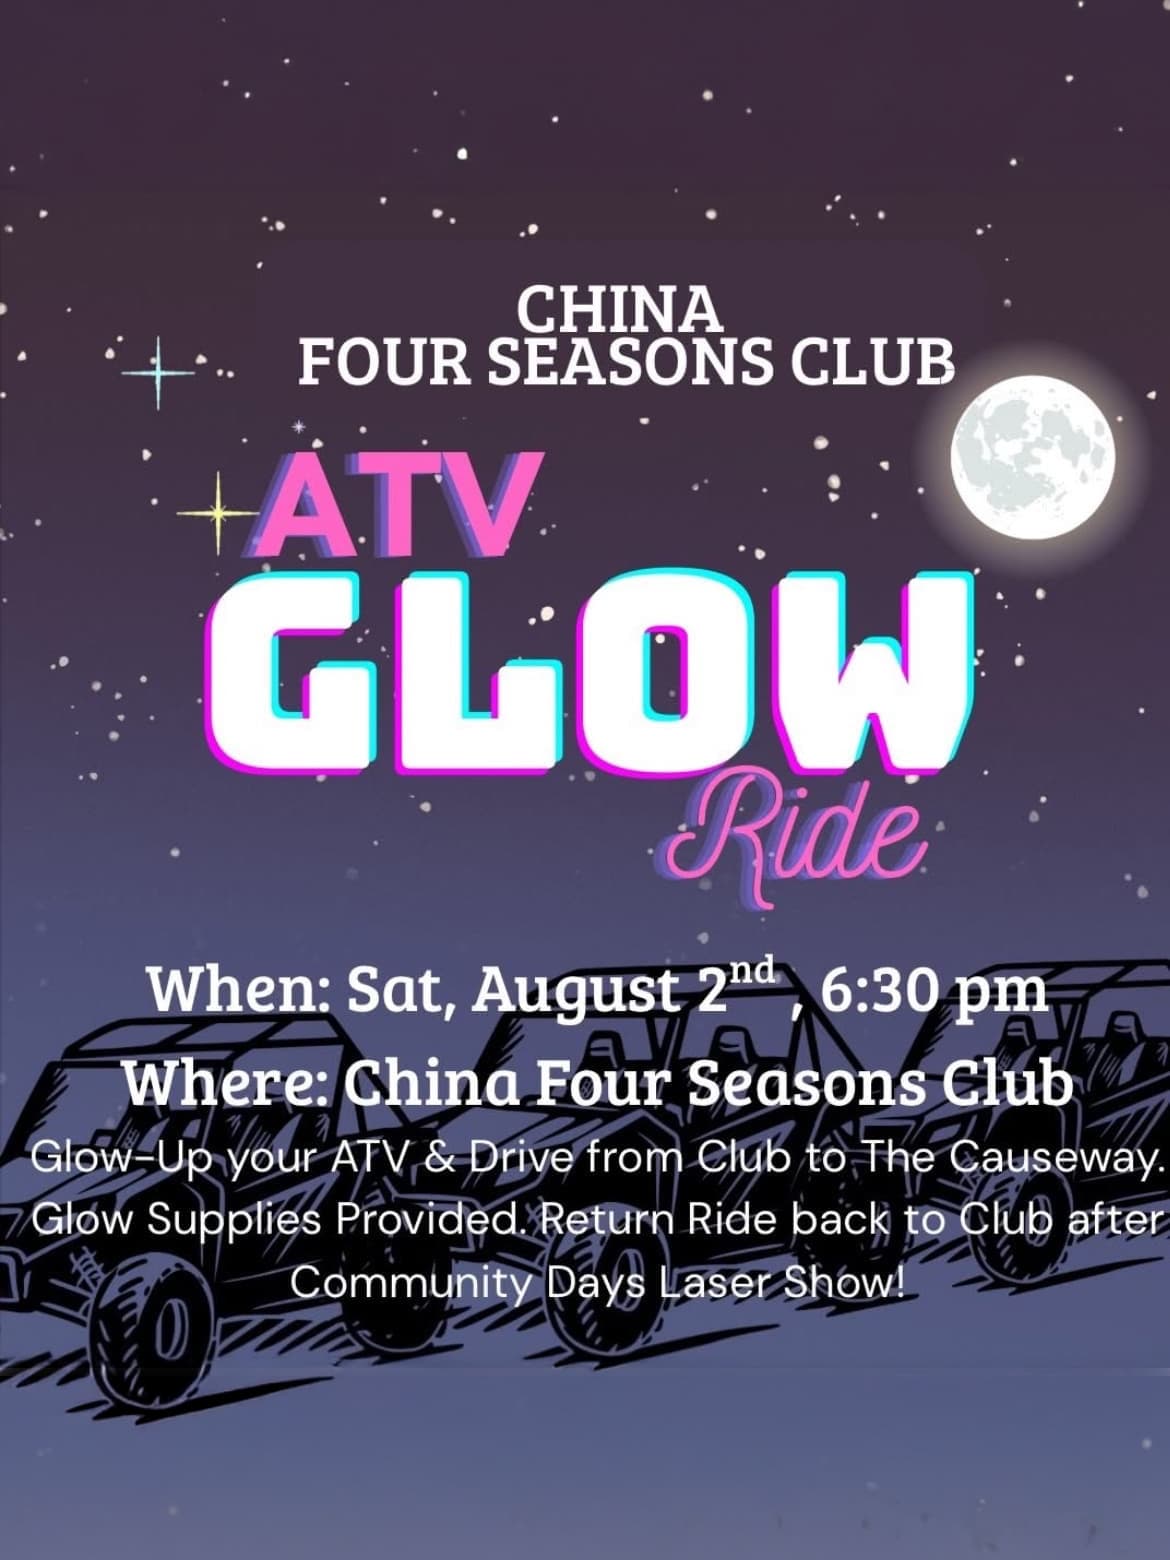 CHINA
FOUR SEASONS CLUB
ATV
GLOW
Ride
When: Sat, August 2nd , 6:30 pm
Where: China Four Seasons Club
Glow-Up your ATV & Drive from Club to The Causeway.
Glow Supplies Provided. Return Ride back to Club after
Community Days Laser Show!